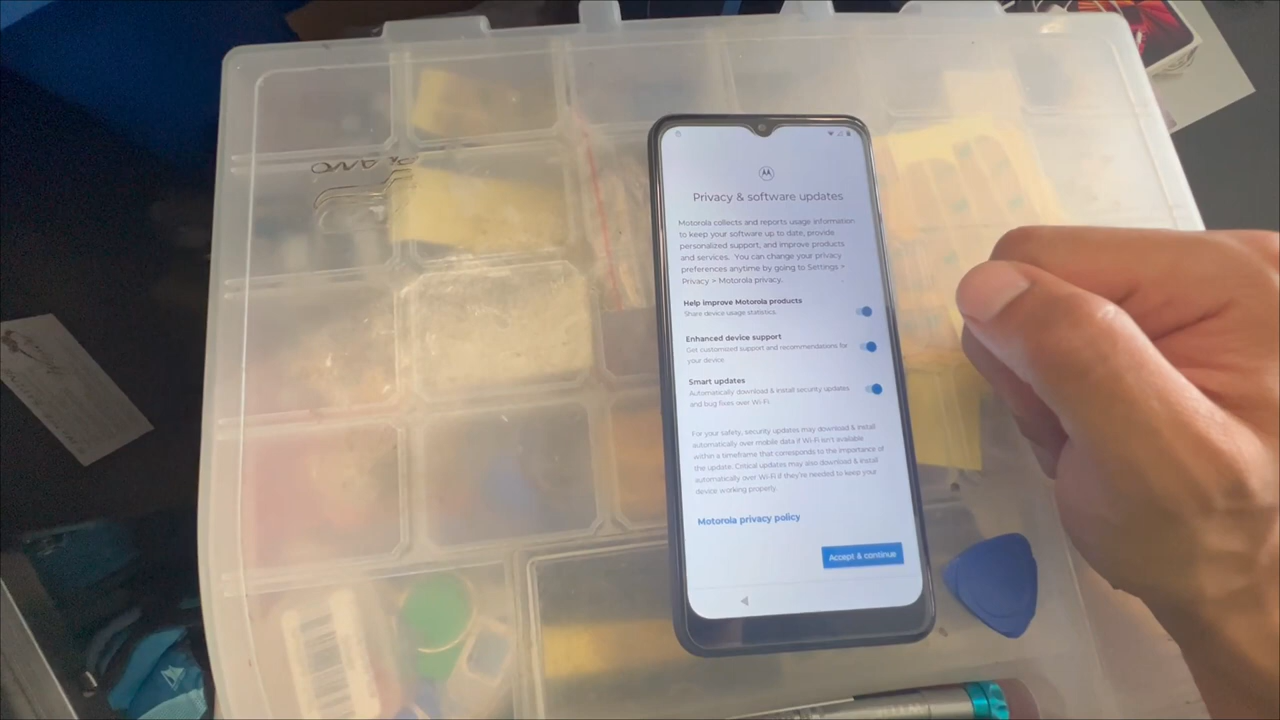 PLANO
Privacy & software updates
Motorola collects and reports usage information
to keep your software up to date, provide
personalized support, and improve products
and services. You can change your privacy
preferences anytime by going to Settings >
Privacy > Motorola privacy.
Help improve Motorola products
Share device usage statistics.
Enhanced device support
Get customized support and recommendations for
your device.
Smart updates
Automatically download & install security updates
and bug fixes over Wi-Fi.
For your safety, security updates may download & install
automatically over mobile data if Wi-Fi isn't available
within a timeframe that corresponds to the importance of
the update. Critical updates may also download & install
automatically over Wi-Fi if they're needed to keep your
device working properly.
Motorola privacy policy
Accept & continue